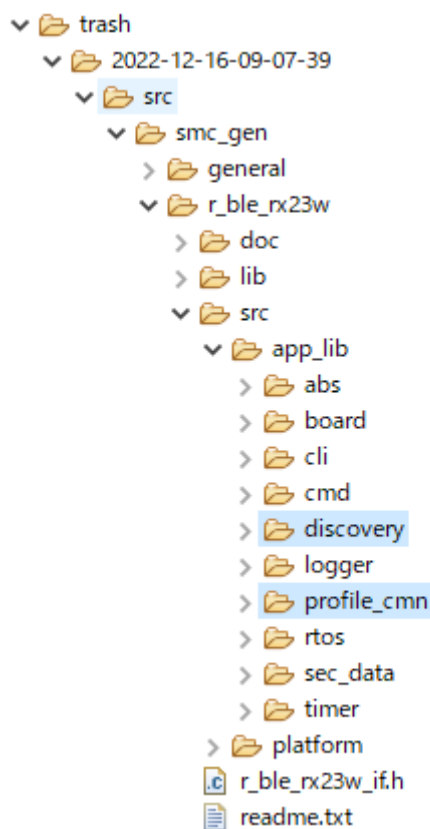 trash
2022-12-16-09-07-39
src
smc_gen
general
r_ble_rx23w
doc
lib
src
app_lib
abs
board
cli
cmd
discovery
logger
profile_cmn
rtos
sec_data
timer
platform
.c r_ble_rx23w_if.h
readme.txt